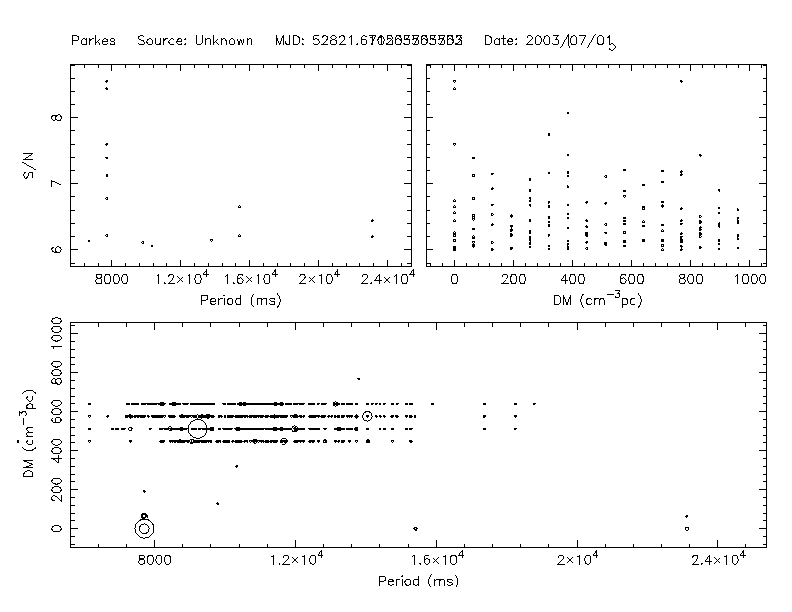 Parkes Source: Unknown MJD: Date: 2003/07/01
S/N
8
7
6
8000 1.2×10⁴ 1.6×10⁴ 2×10⁴ 2.4×10⁴
Period (ms)
0 200 400 600 800 1000
DM (cm⁻³pc)
DM (cm⁻³pc)
1000
800
600
400
200
0
8000 1.2×10⁴ 1.6×10⁴ 2×10⁴ 2.4×10⁴
Period (ms)